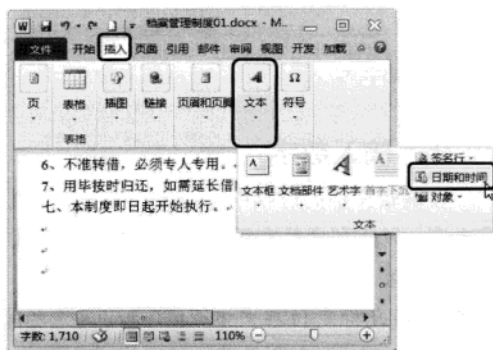 档案管理制度01.docx - M...
文件 开始 插入 页面 引用 邮件 审阅 视图 开发 加载
页 表格 插图 链接 页眉和页脚 文本 符号
表格
6、不准转借，必须专人专用。
7、用毕按时归还，如需延长借
七、本制度即日起开始执行。
签名行
文本框 文档部件 艺术字 首字下沉 日期和时间
对象
文本
字数: 1,710 110%